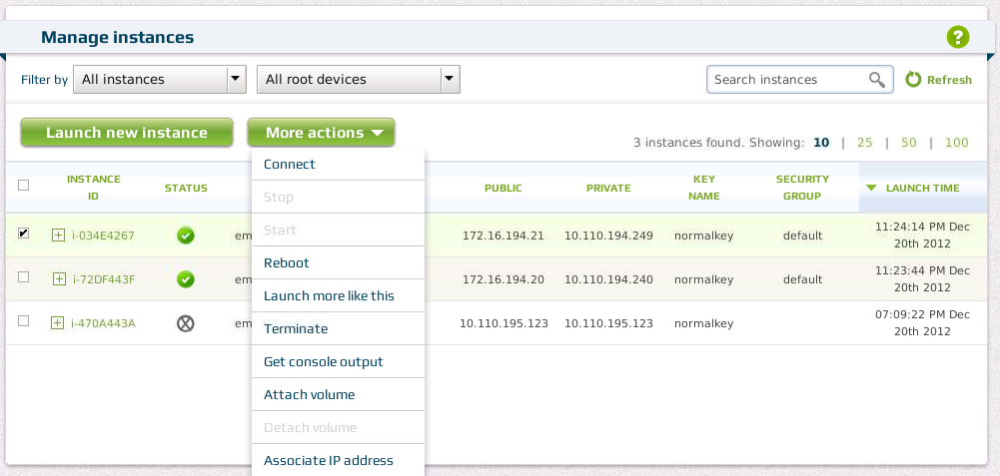 Manage instances
?
Filter by All instances All root devices Search instances Refresh
Launch new instance More actions 3 instances found. Showing: 10 | 25 | 50 | 100
Connect
INSTANCE ID STATUS PUBLIC PRIVATE KEY NAME SECURITY GROUP LAUNCH TIME
Stop
Start
i-034E4267 em 172.16.194.21 10.110.194.249 normalkey default 11:24:14 PM Dec 20th 2012
Reboot
i-72DF443F em 172.16.194.20 10.110.194.240 normalkey default 11:23:44 PM Dec 20th 2012
Launch more like this
i-470A443A em 10.110.195.123 10.110.195.123 normalkey 07:09:22 PM Dec 20th 2012
Terminate
Get console output
Attach volume
Detach volume
Associate IP address